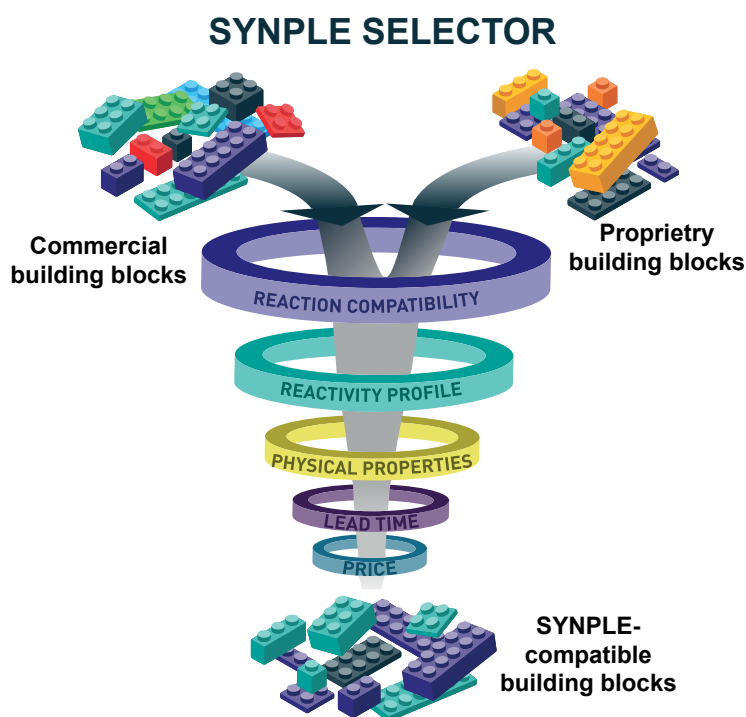 SYNPLE SELECTOR
Commercial
building blocks
Proprietry
building blocks
REACTION COMPATIBILITY
REACTIVITY PROFILE
PHYSICAL PROPERTIES
LEAD TIME
PRICE
SYNPLE-
compatible
building blocks